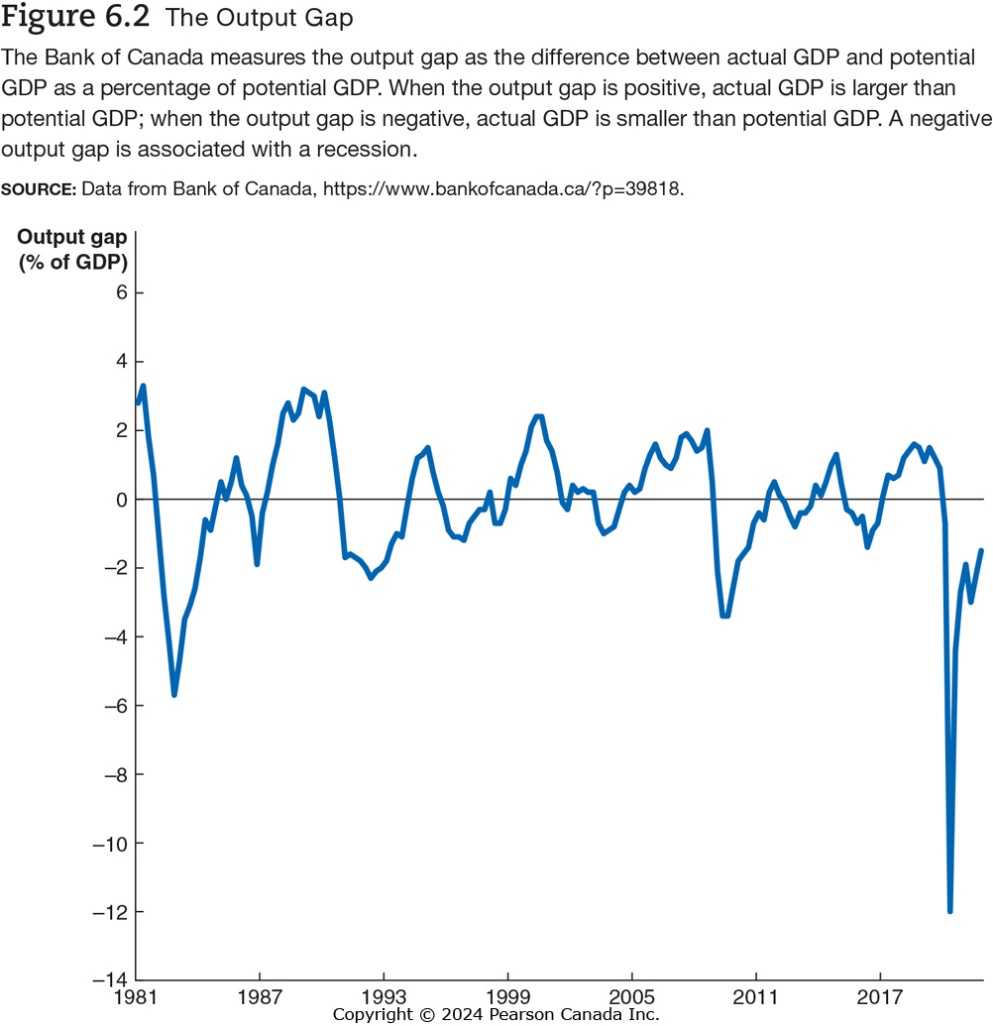 Figure 6.2 The Output Gap
The Bank of Canada measures the output gap as the difference between actual GDP and potential
GDP as a percentage of potential GDP. When the output gap is positive, actual GDP is larger than
potential GDP; when the output gap is negative, actual GDP is smaller than potential GDP. A negative
output gap is associated with a recession.
SOURCE: Data from Bank of Canada, https://www.bankofcanada.ca/?p=39818.
Output gap
(% of GDP)
6
4
2
0
–2
–4
–6
–8
–10
–12
–14
1981 1987 1993 1999 2005 2011 2017
Copyright © 2024 Pearson Canada Inc.